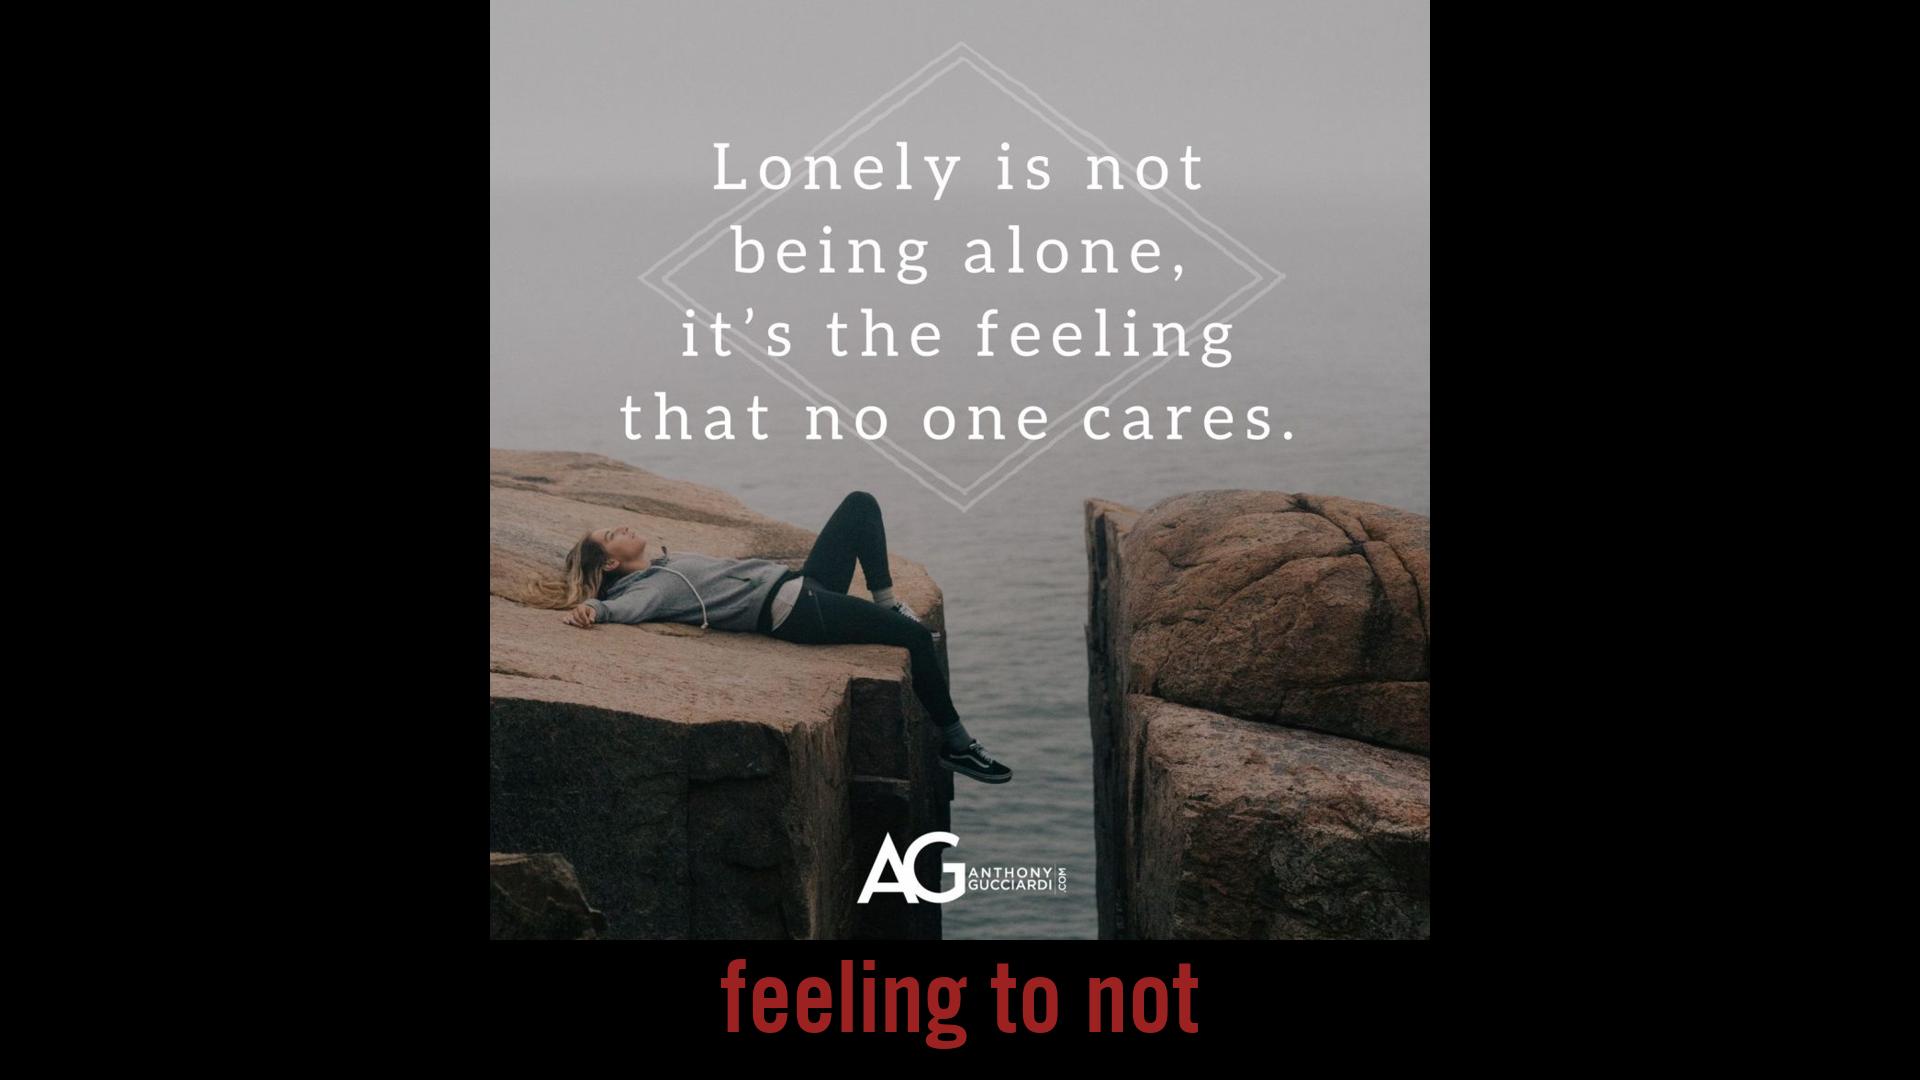 Lonely is not
being alone,
it’s the feeling
that no one cares.
AG ANTHONY
GUCCIARDI .COM
feeling to not